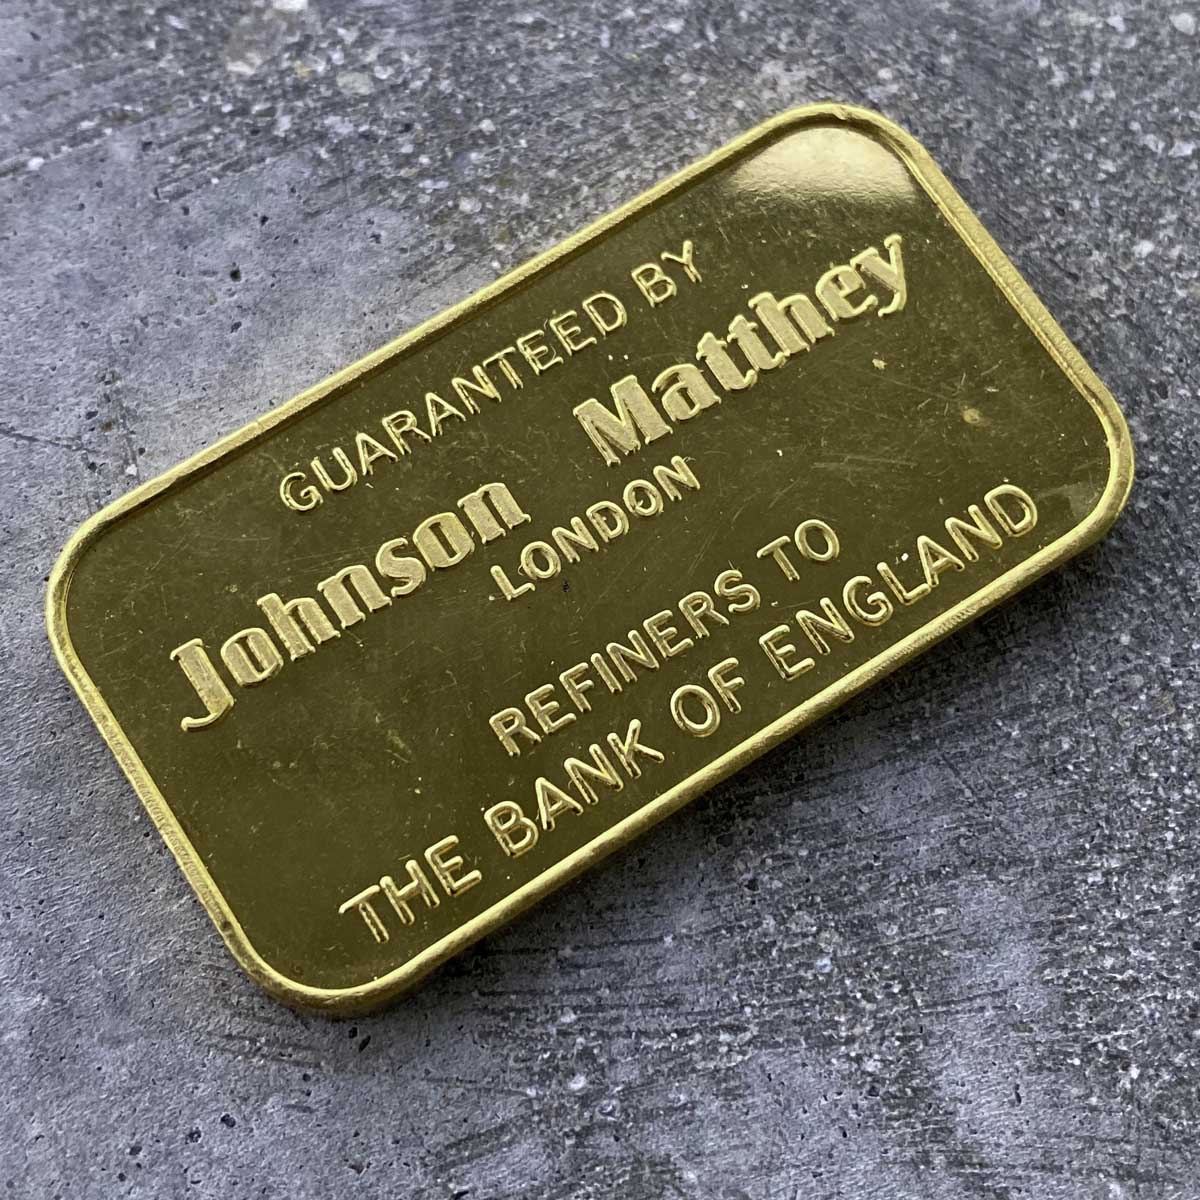 GUARANTEED BY
Johnson Matthey
LONDON
REFINERS TO
THE BANK OF ENGLAND